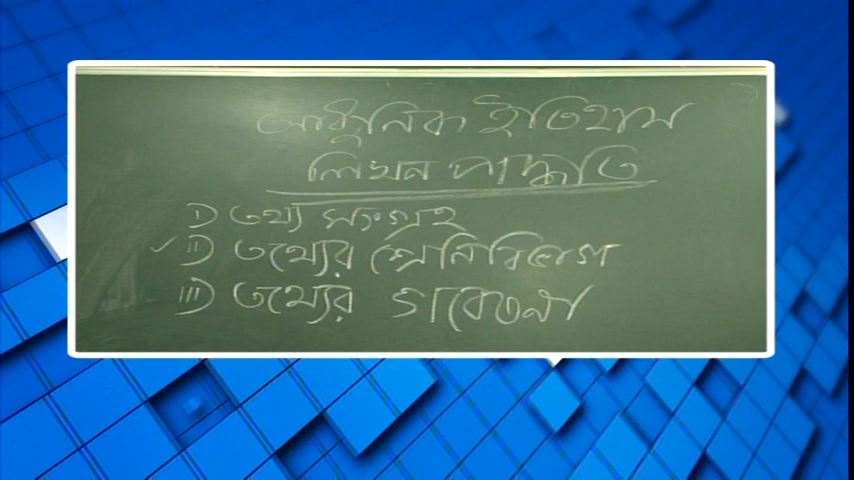 আধুনিক ইতিহাস
লিখন পদ্ধতি
i) তথ্য সংগ্রহ
✓ ii) তথ্যের শ্রেনিবিভাগ
iii) তথ্যের